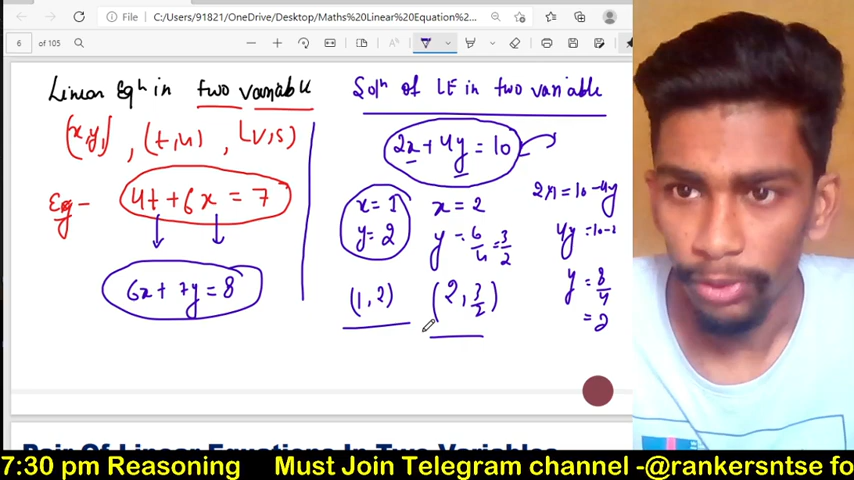 File
C:/Users/91821/OneDrive/Desktop/Maths%20Linear%20Equation%2C...
6 of 105
Linear Eqn in two variable
(x,y), (t,u), (v,s)
Eg- 4t + 6x = 7
6x + 7y = 8
Soln of LE in two variable
2x + 4y = 10
x = 1
y = 2
(1, 2)
x = 2
y = 6/4 = 3/2
(2, 3/2)
2x = 10 - 4y
4y = 10 - 2
y = 8/4
= 2
Pair Of Linear Equations In Two Variables
7:30 pm Reasoning Must Join Telegram channel -@rankersntse fo